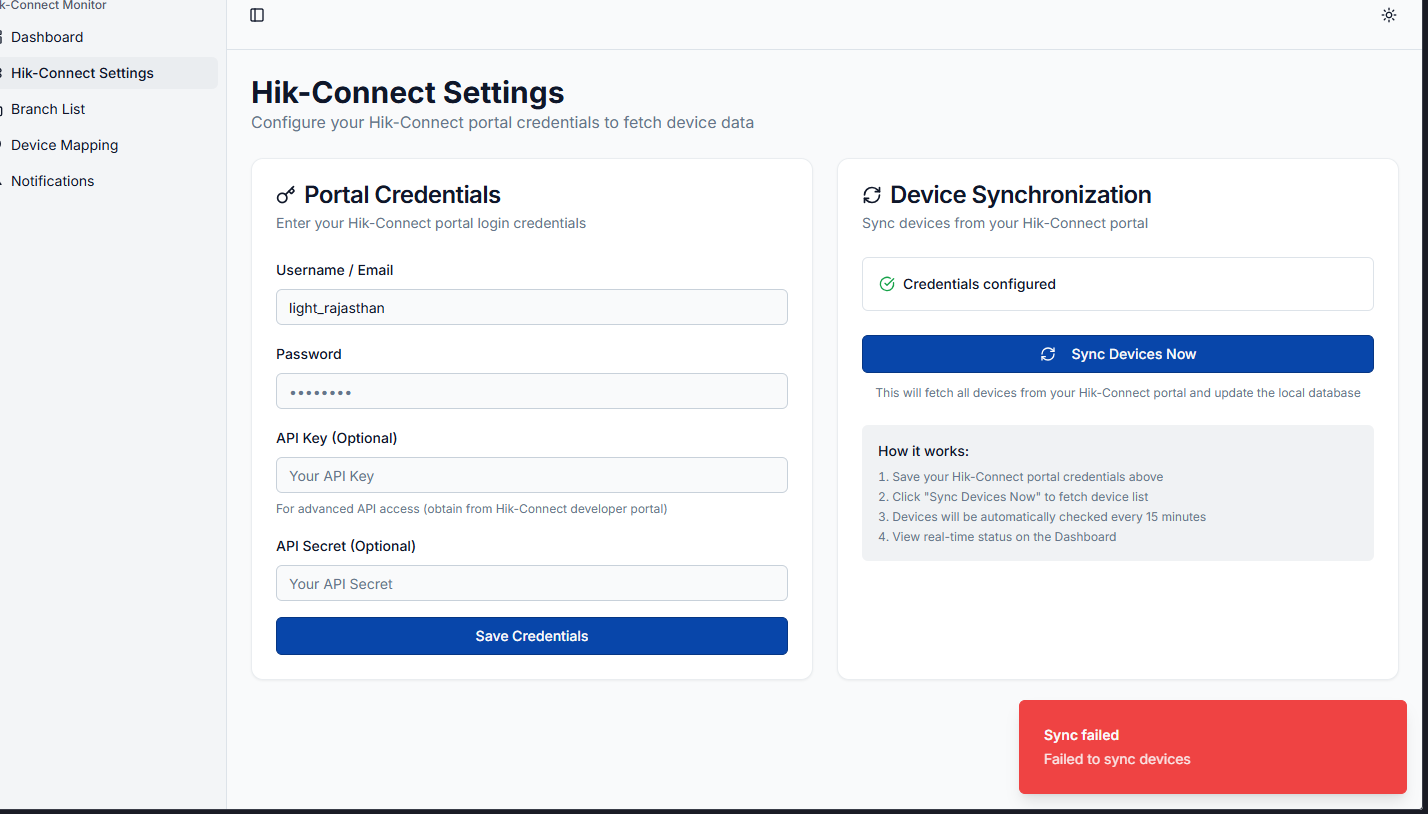 k-Connect Monitor
Dashboard
Hik-Connect Settings
Branch List
Device Mapping
Notifications
Hik-Connect Settings
Configure your Hik-Connect portal credentials to fetch device data
Portal Credentials
Enter your Hik-Connect portal login credentials
Username / Email
light_rajasthan
Password
••••••••
API Key (Optional)
Your API Key
For advanced API access (obtain from Hik-Connect developer portal)
API Secret (Optional)
Your API Secret
Save Credentials
Device Synchronization
Sync devices from your Hik-Connect portal
Credentials configured
Sync Devices Now
This will fetch all devices from your Hik-Connect portal and update the local database
How it works:
1. Save your Hik-Connect portal credentials above
2. Click "Sync Devices Now" to fetch device list
3. Devices will be automatically checked every 15 minutes
4. View real-time status on the Dashboard
Sync failed
Failed to sync devices